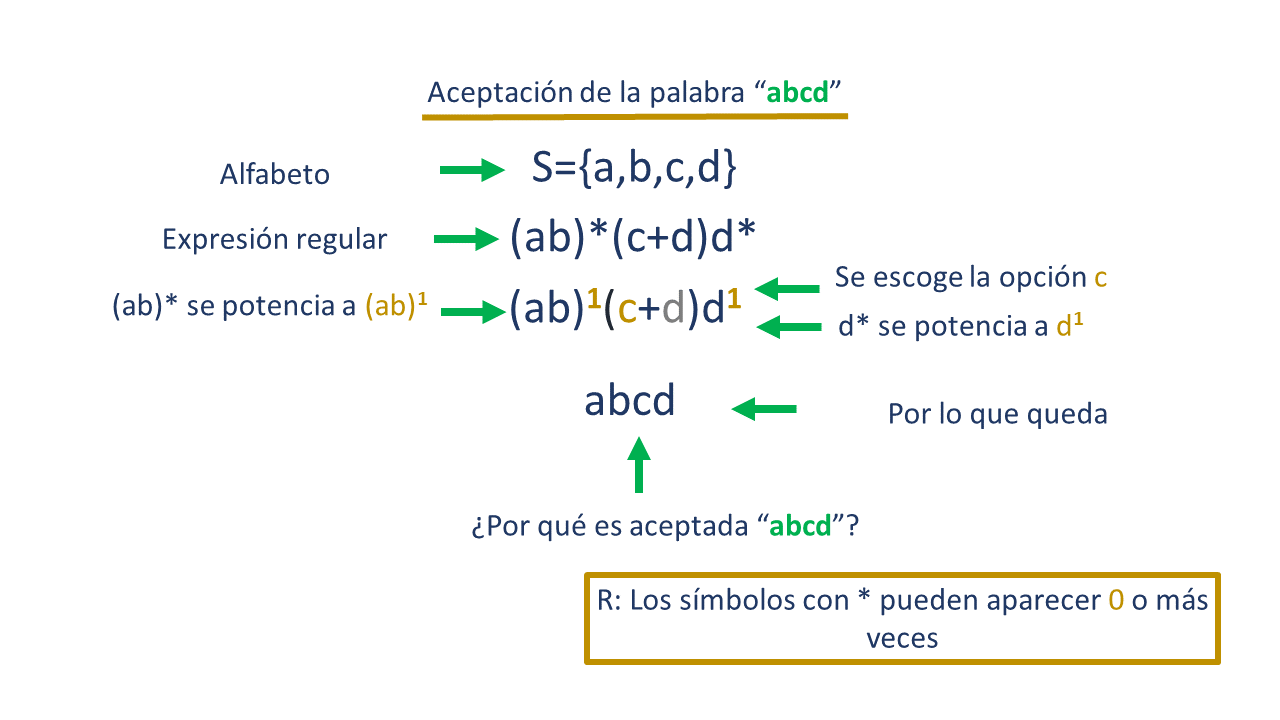 Aceptación de la palabra “abcd”
Alfabeto
S={a,b,c,d}
Expresión regular
(ab)*(c+d)d*
Se escoge la opción c
(ab)* se potencia a (ab)¹
(ab)¹(c+d)d¹
d* se potencia a d¹
abcd
Por lo que queda
¿Por qué es aceptada “abcd”?
R: Los símbolos con * pueden aparecer 0 o más
veces